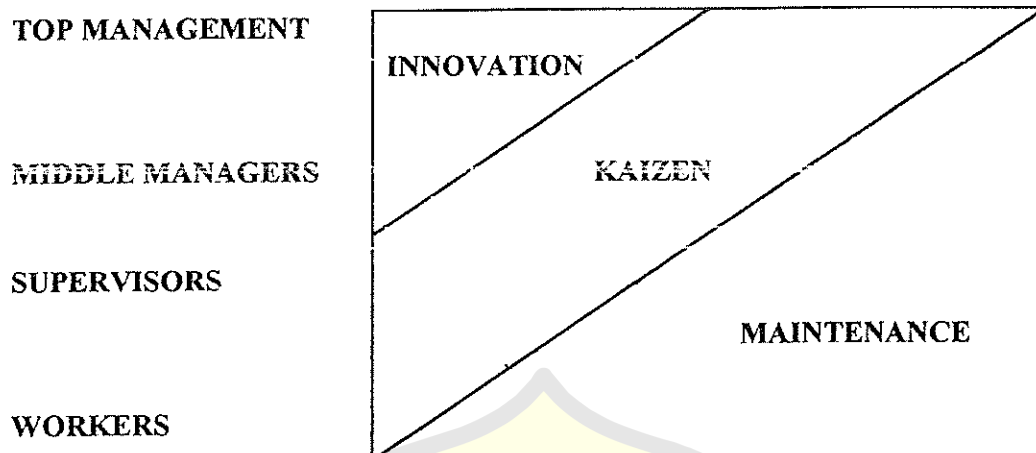 TOP MANAGEMENT
INNOVATION
MIDDLE MANAGERS
KAIZEN
SUPERVISORS
MAINTENANCE
WORKERS